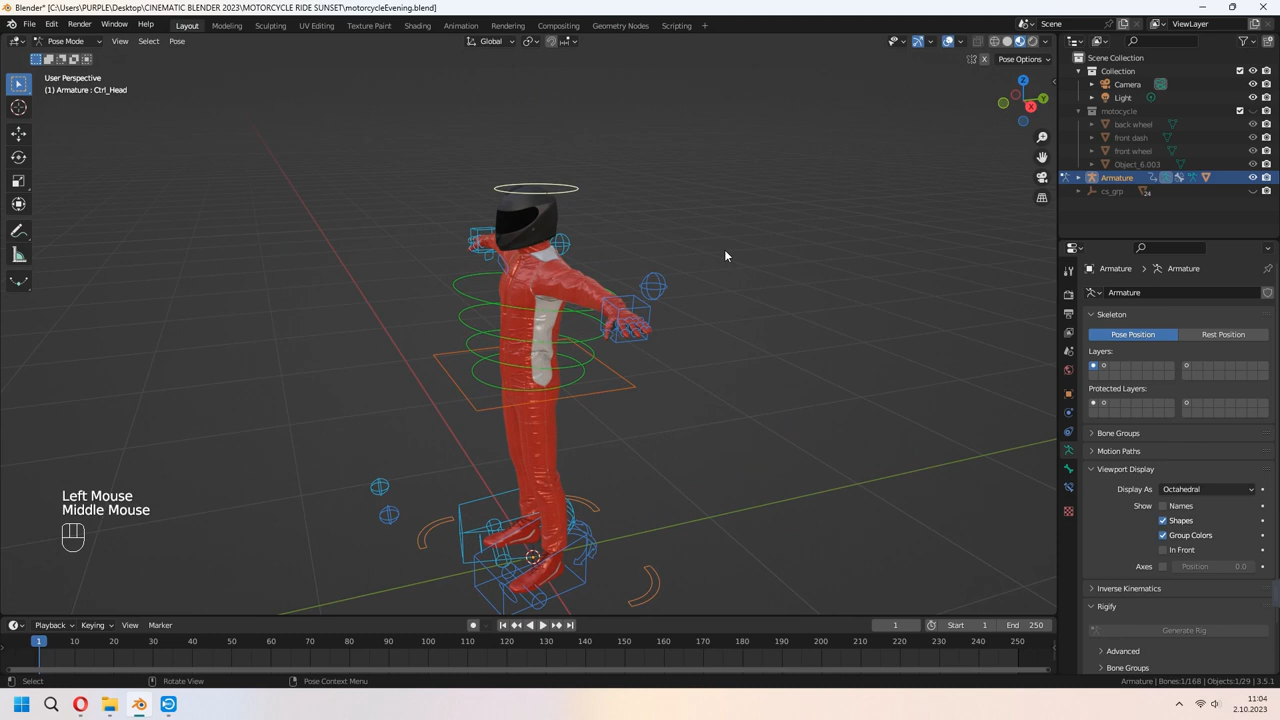 Blender* [C:\Users\PURPLE\Desktop\CINEMATIC BLENDER 2023\MOTORCYCLE RIDE SUNSET\motorcycleEvening.blend]
File Edit Render Window Help Layout Modeling Sculpting UV Editing Texture Paint Shading Animation Rendering Compositing Geometry Nodes Scripting + Scene ViewLayer
Pose Mode View Select Pose Global
X Pose Options
User Perspective
(1) Armature : Ctrl_Head
Scene Collection
Collection
Camera
Light
motocycle
back wheel
front dash
front wheel
Object_6.003
Armature
cs_grp 24
Armature > Armature
Armature
Skeleton
Pose Position Rest Position
Layers:
Protected Layers:
Bone Groups
Motion Paths
Viewport Display
Display As Octahedral
Show Names
Shapes
Group Colors
In Front
Axes Position 0.0
Inverse Kinematics
Rigify
Generate Rig
Advanced
Bone Groups
Left Mouse
Middle Mouse
Playback Keying View Marker 1 Start 1 End 250
1 10 20 30 40 50 60 70 80 90 100 110 120 130 140 150 160 170 180 190 200 210 220 230 240 250
Select Rotate View Pose Context Menu Armature | Bones:1/168 | Objects:1/29 | 3.5.1
11:04
2.10.2023